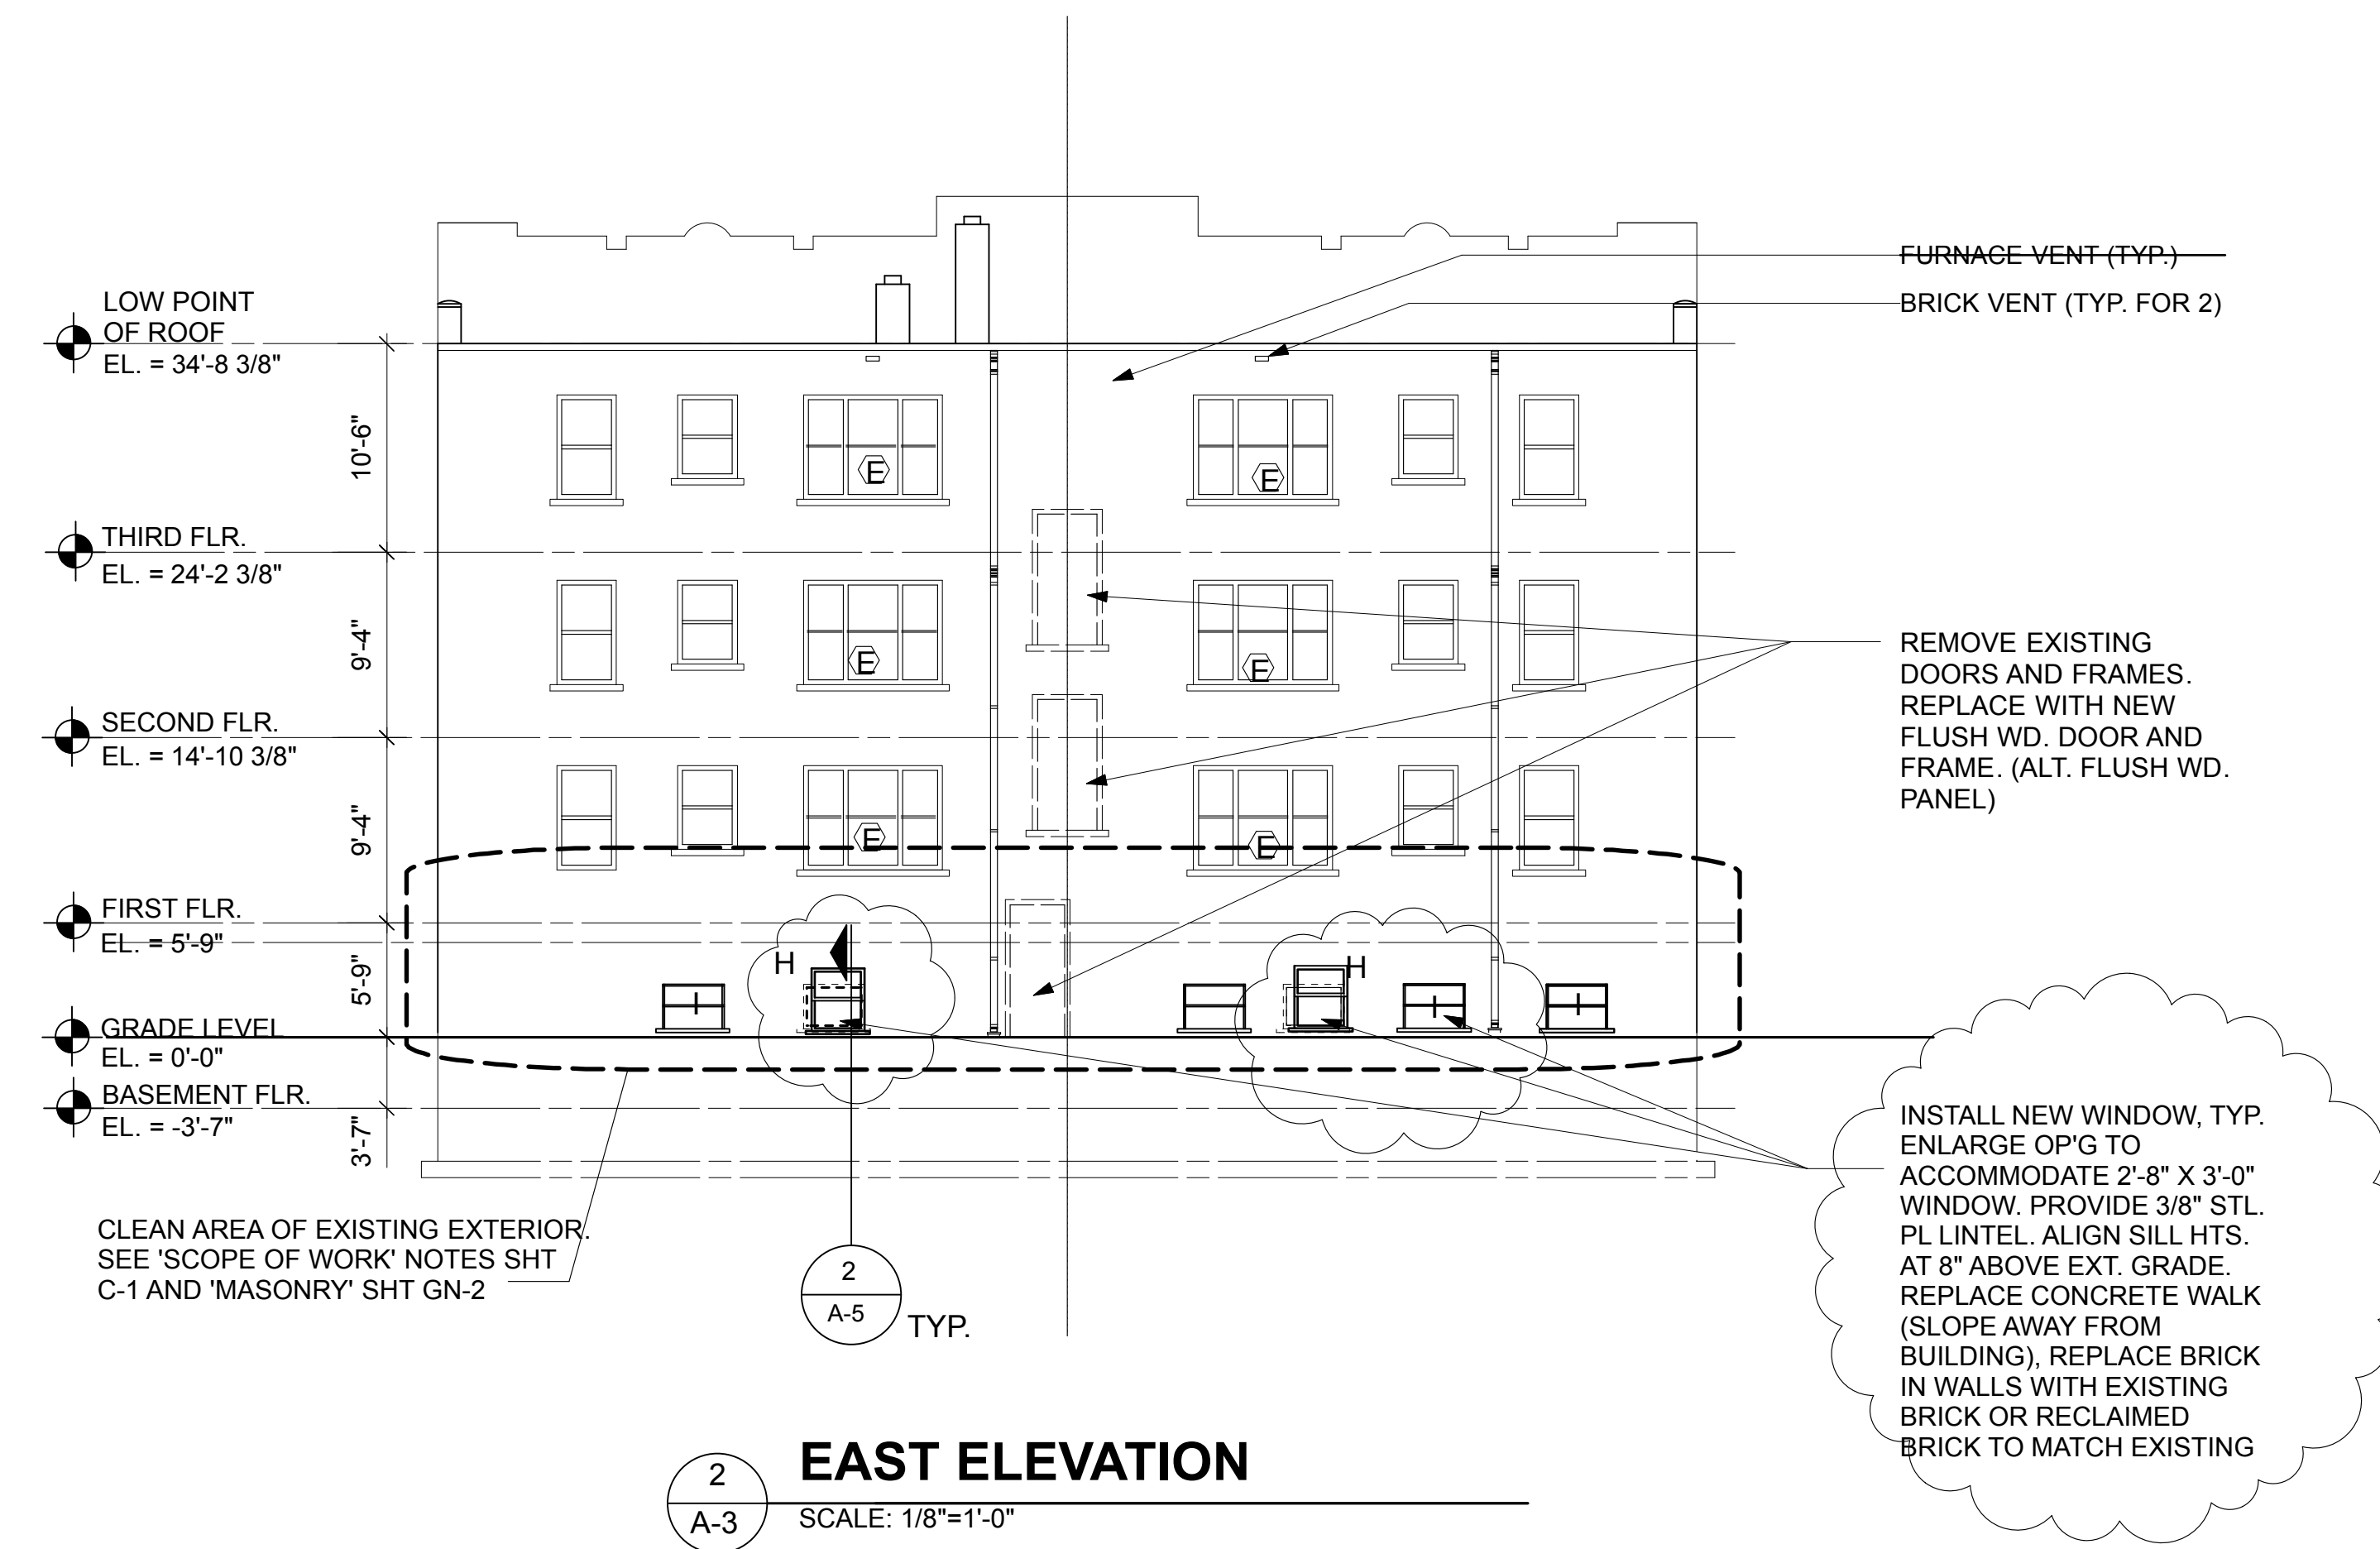 FURNACE VENT (TYP.)
BRICK VENT (TYP. FOR 2)
LOW POINT
OF ROOF
EL. = 34'-8 3/8"
10'-6"
E
E
THIRD FLR.
EL. = 24'-2 3/8"
9'-4"
E
E
REMOVE EXISTING
DOORS AND FRAMES.
REPLACE WITH NEW
FLUSH WD. DOOR AND
FRAME. (ALT. FLUSH WD.
PANEL)
SECOND FLR.
EL. = 14'-10 3/8"
9'-4"
E
E
FIRST FLR.
EL. = 5'-9"
5'-9"
H
H
GRADE LEVEL
EL. = 0'-0"
BASEMENT FLR.
EL. = -3'-7"
3'-7"
INSTALL NEW WINDOW, TYP.
ENLARGE OP'G TO
ACCOMMODATE 2'-8" X 3'-0"
WINDOW. PROVIDE 3/8" STL.
PL LINTEL. ALIGN SILL HTS.
AT 8" ABOVE EXT. GRADE.
REPLACE CONCRETE WALK
(SLOPE AWAY FROM
BUILDING), REPLACE BRICK
IN WALLS WITH EXISTING
BRICK OR RECLAIMED
BRICK TO MATCH EXISTING
CLEAN AREA OF EXISTING EXTERIOR.
SEE 'SCOPE OF WORK' NOTES SHT
C-1 AND 'MASONRY' SHT GN-2
2
A-5
TYP.
2
A-3
EAST ELEVATION
SCALE: 1/8"=1'-0"